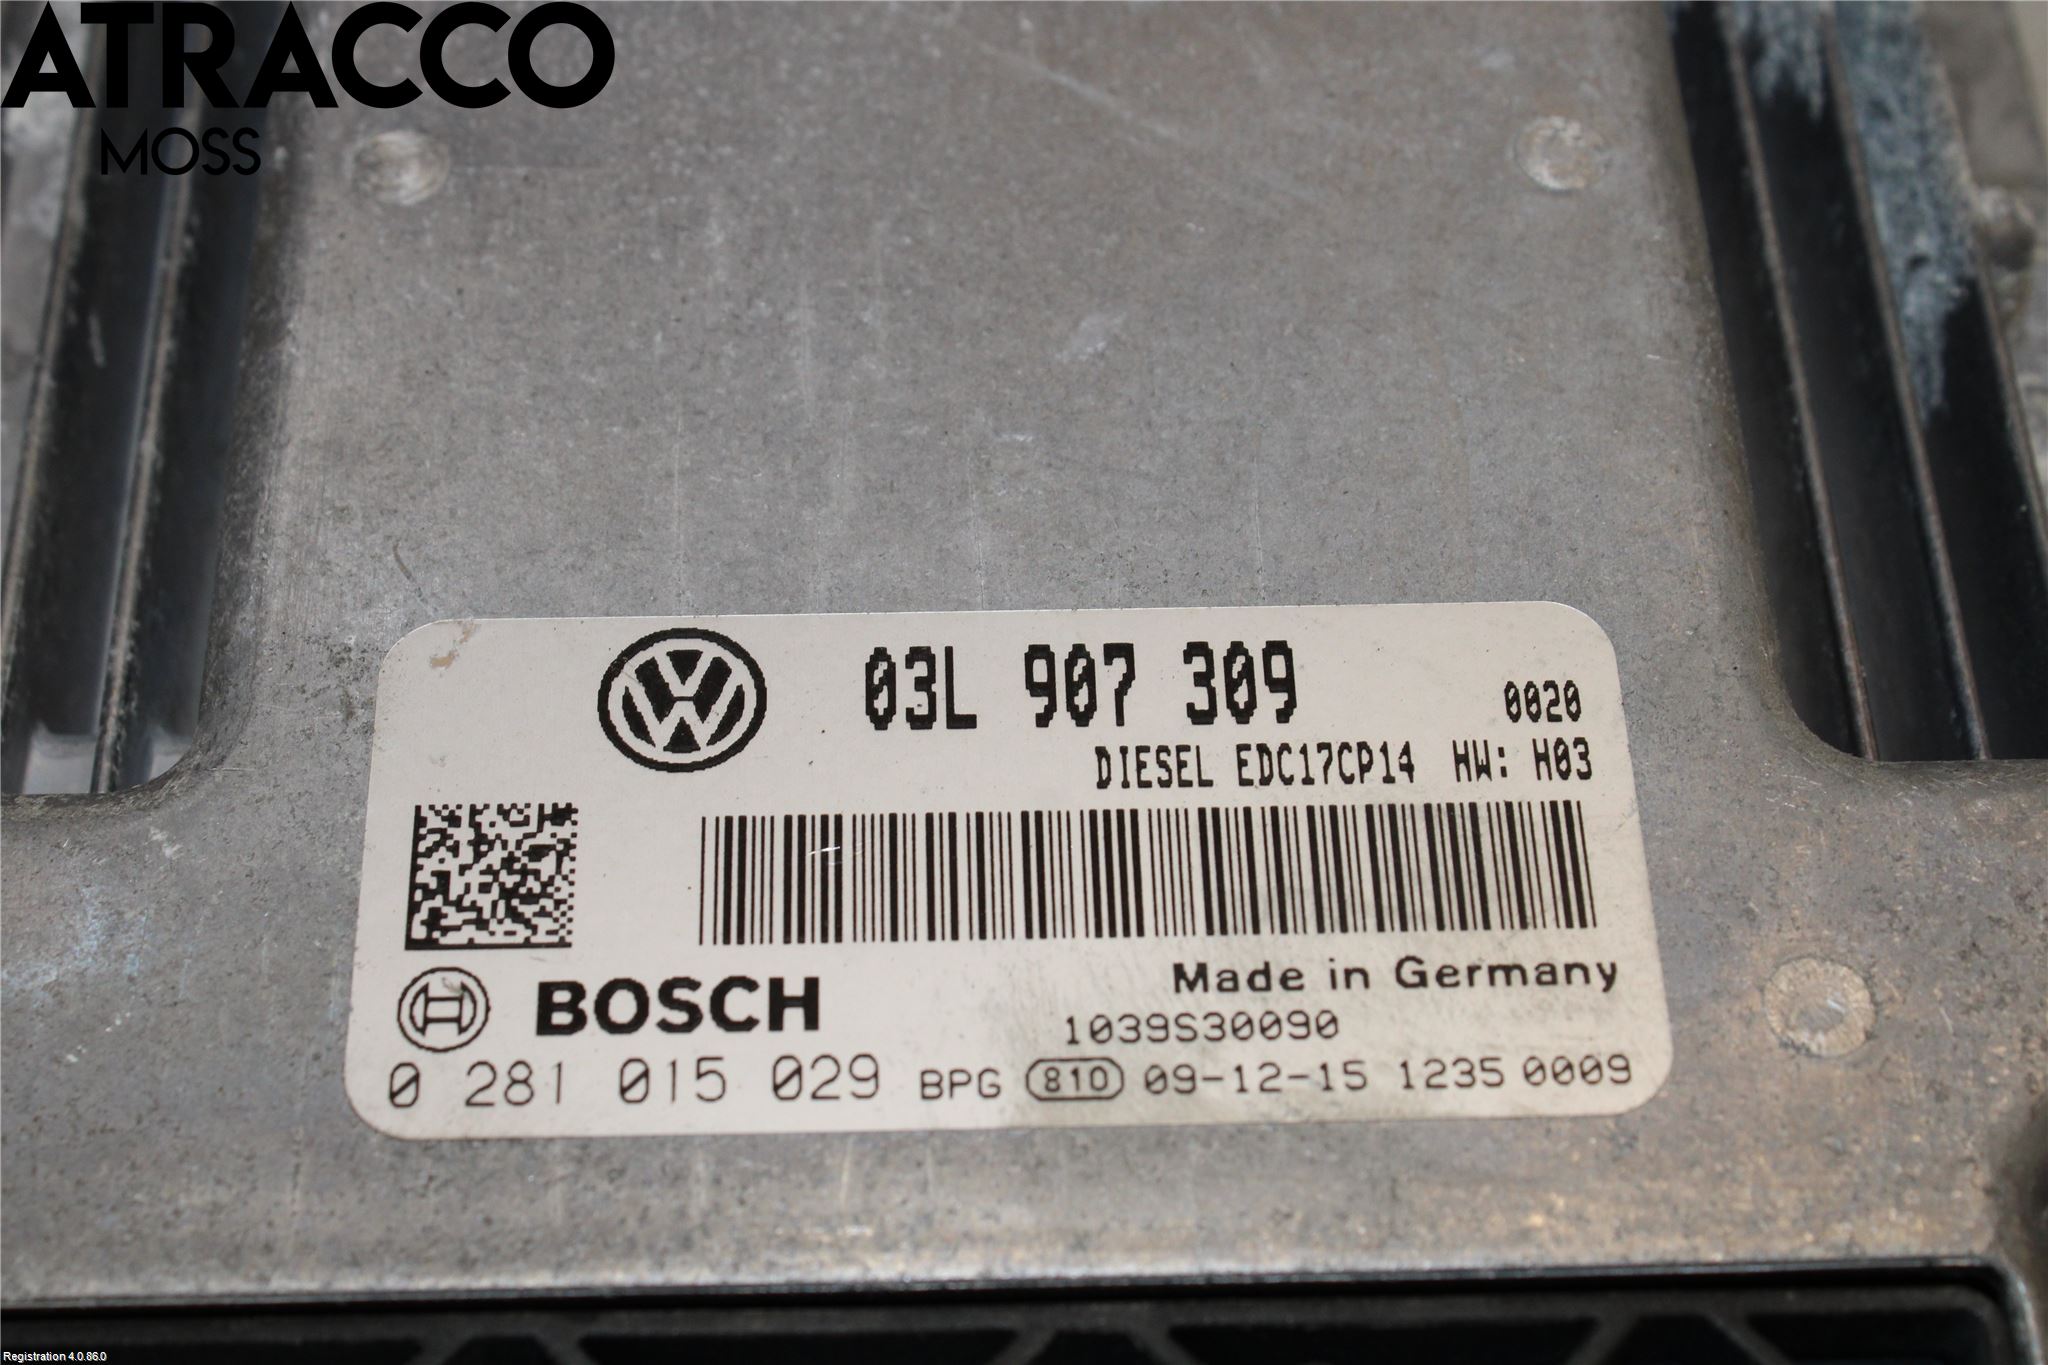 ATRACCO
MOSS
03L 907 309
0020
DIESEL EDC17CP14 HW: H03
BOSCH
Made in Germany
1039S30090
0 281 015 029 BPG 810 09-12-15 1235 0009
Registration 4.0.86.0